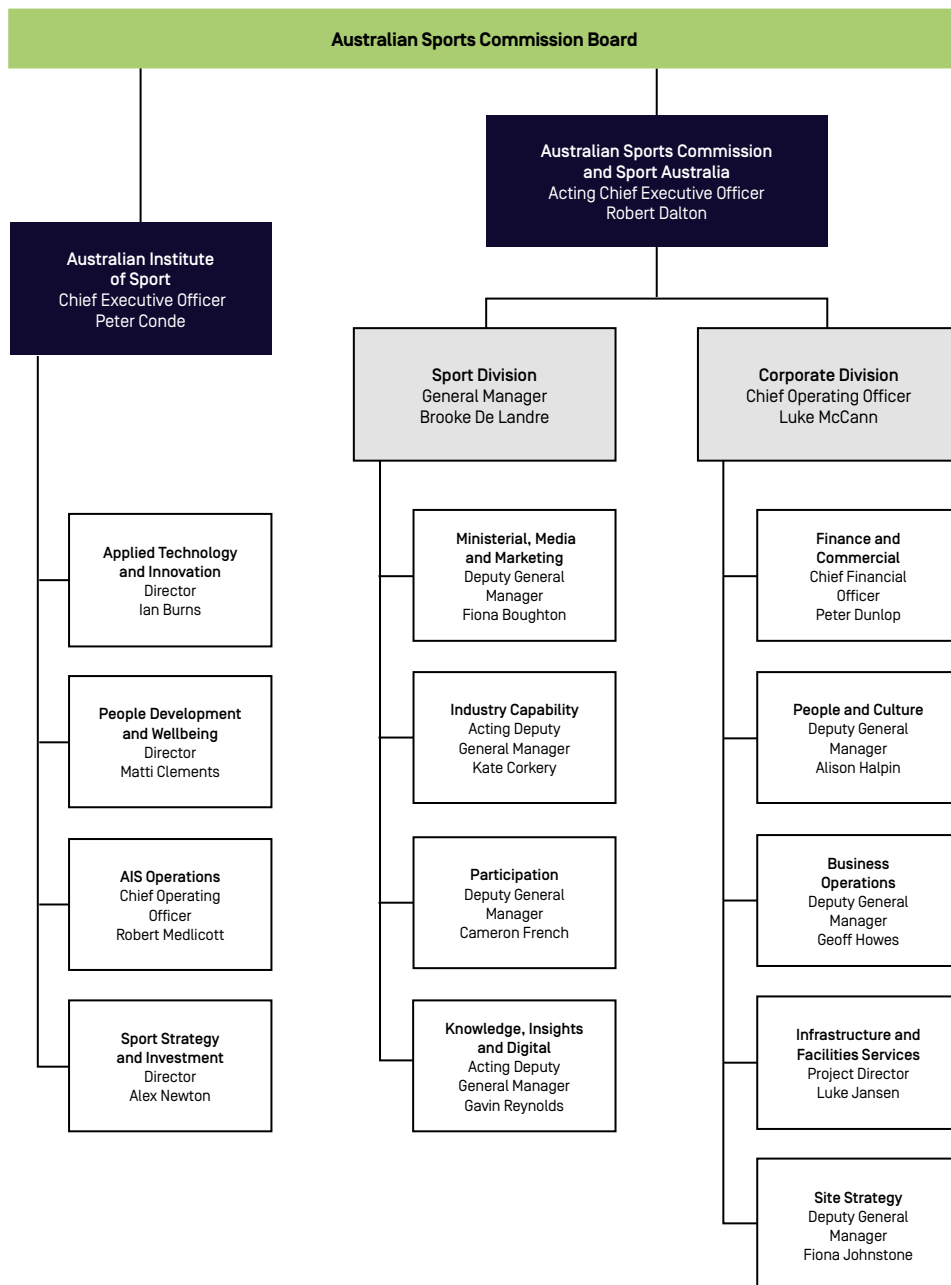 Australian Sports Commission Board
Australian Sports Commission
and Sport Australia
Acting Chief Executive Officer
Robert Dalton
Australian Institute
of Sport
Chief Executive Officer
Peter Conde
Sport Division
General Manager
Brooke De Landre
Corporate Division
Chief Operating Officer
Luke McCann
Applied Technology
and Innovation
Director
Ian Burns
People Development
and Wellbeing
Director
Matti Clements
AIS Operations
Chief Operating
Officer
Robert Medlicott
Sport Strategy
and Investment
Director
Alex Newton
Ministerial, Media
and Marketing
Deputy General
Manager
Fiona Boughton
Industry Capability
Acting Deputy
General Manager
Kate Corkery
Participation
Deputy General
Manager
Cameron French
Knowledge, Insights
and Digital
Acting Deputy
General Manager
Gavin Reynolds
Finance and
Commercial
Chief Financial
Officer
Peter Dunlop
People and Culture
Deputy General
Manager
Alison Halpin
Business
Operations
Deputy General
Manager
Geoff Howes
Infrastructure and
Facilities Services
Project Director
Luke Jansen
Site Strategy
Deputy General
Manager
Fiona Johnstone